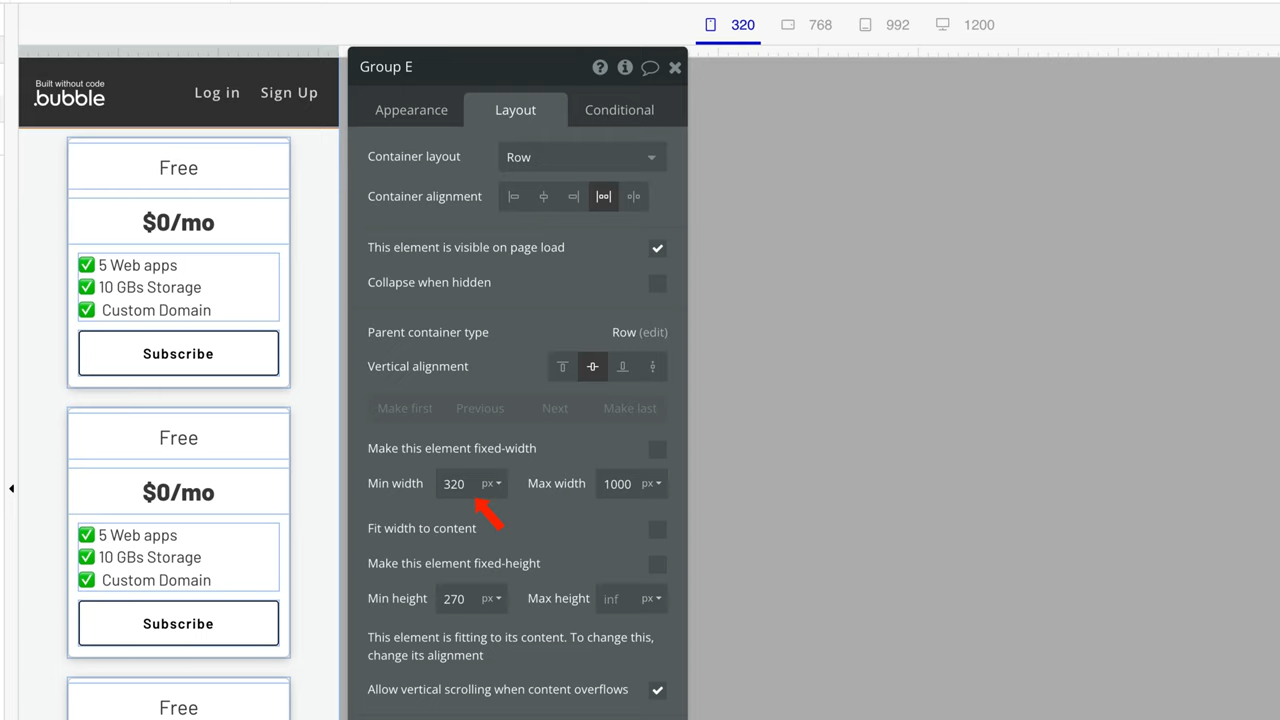 320 768 992 1200
Group E
Built without code
.bubble
Log in Sign Up
Appearance Layout Conditional
Free
$0/mo
✅ 5 Web apps
✅ 10 GBs Storage
✅ Custom Domain
Subscribe
Free
$0/mo
✅ 5 Web apps
✅ 10 GBs Storage
✅ Custom Domain
Subscribe
Free
Container layout Row
Container alignment
This element is visible on page load
Collapse when hidden
Parent container type Row (edit)
Vertical alignment
Make first Previous Next Make last
Make this element fixed-width
Min width 320 px Max width 1000 px
Fit width to content
Make this element fixed-height
Min height 270 px Max height inf px
This element is fitting to its content. To change this,
change its alignment
Allow vertical scrolling when content overflows